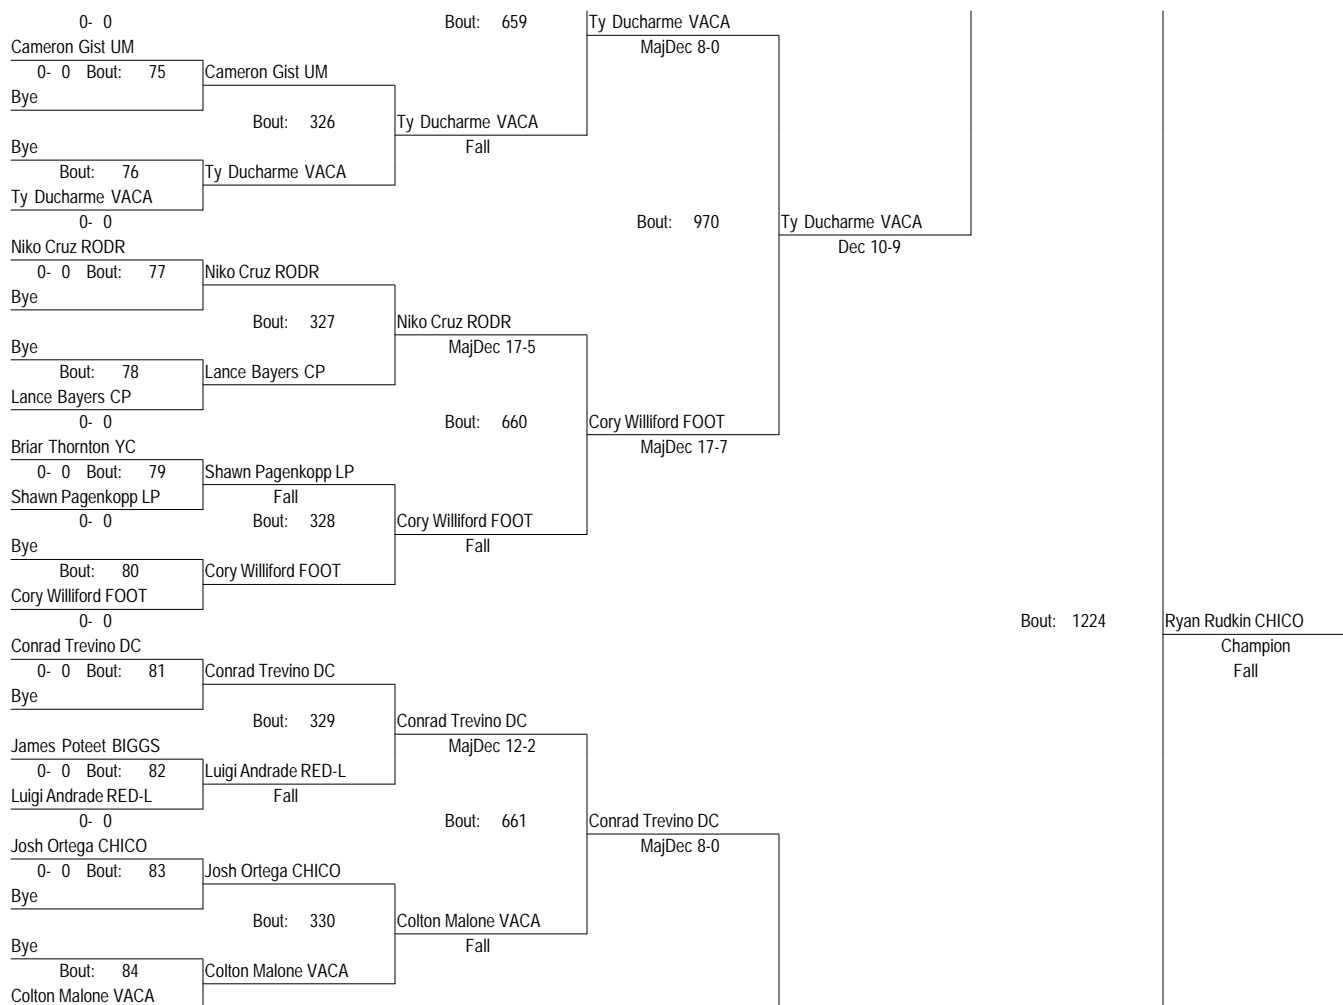 0- 0 Bout: 659 Ty Ducharme VACA
Cameron Gist UM MajDec 8-0
0- 0 Bout: 75 Cameron Gist UM
Bye
Bout: 326 Ty Ducharme VACA
Bye Fall
Bout: 76 Ty Ducharme VACA
Ty Ducharme VACA
0- 0 Bout: 970 Ty Ducharme VACA
Niko Cruz RODR Dec 10-9
0- 0 Bout: 77 Niko Cruz RODR
Bye
Bout: 327 Niko Cruz RODR
Bye MajDec 17-5
Bout: 78 Lance Bayers CP
Lance Bayers CP
0- 0 Bout: 660 Cory Williford FOOT
Briar Thornton YC MajDec 17-7
0- 0 Bout: 79 Shawn Pagenkopp LP
Shawn Pagenkopp LP Fall
0- 0 Bout: 328 Cory Williford FOOT
Bye Fall
Bout: 80 Cory Williford FOOT
Cory Williford FOOT
0- 0 Bout: 1224 Ryan Rudkin CHICO
Conrad Trevino DC Champion
0- 0 Bout: 81 Conrad Trevino DC Fall
Bye
Bout: 329 Conrad Trevino DC
James Poteet BIGGS MajDec 12-2
0- 0 Bout: 82 Luigi Andrade RED-L
Luigi Andrade RED-L Fall
0- 0 Bout: 661 Conrad Trevino DC
Josh Ortega CHICO MajDec 8-0
0- 0 Bout: 83 Josh Ortega CHICO
Bye
Bout: 330 Colton Malone VACA
Bye Fall
Bout: 84 Colton Malone VACA
Colton Malone VACA